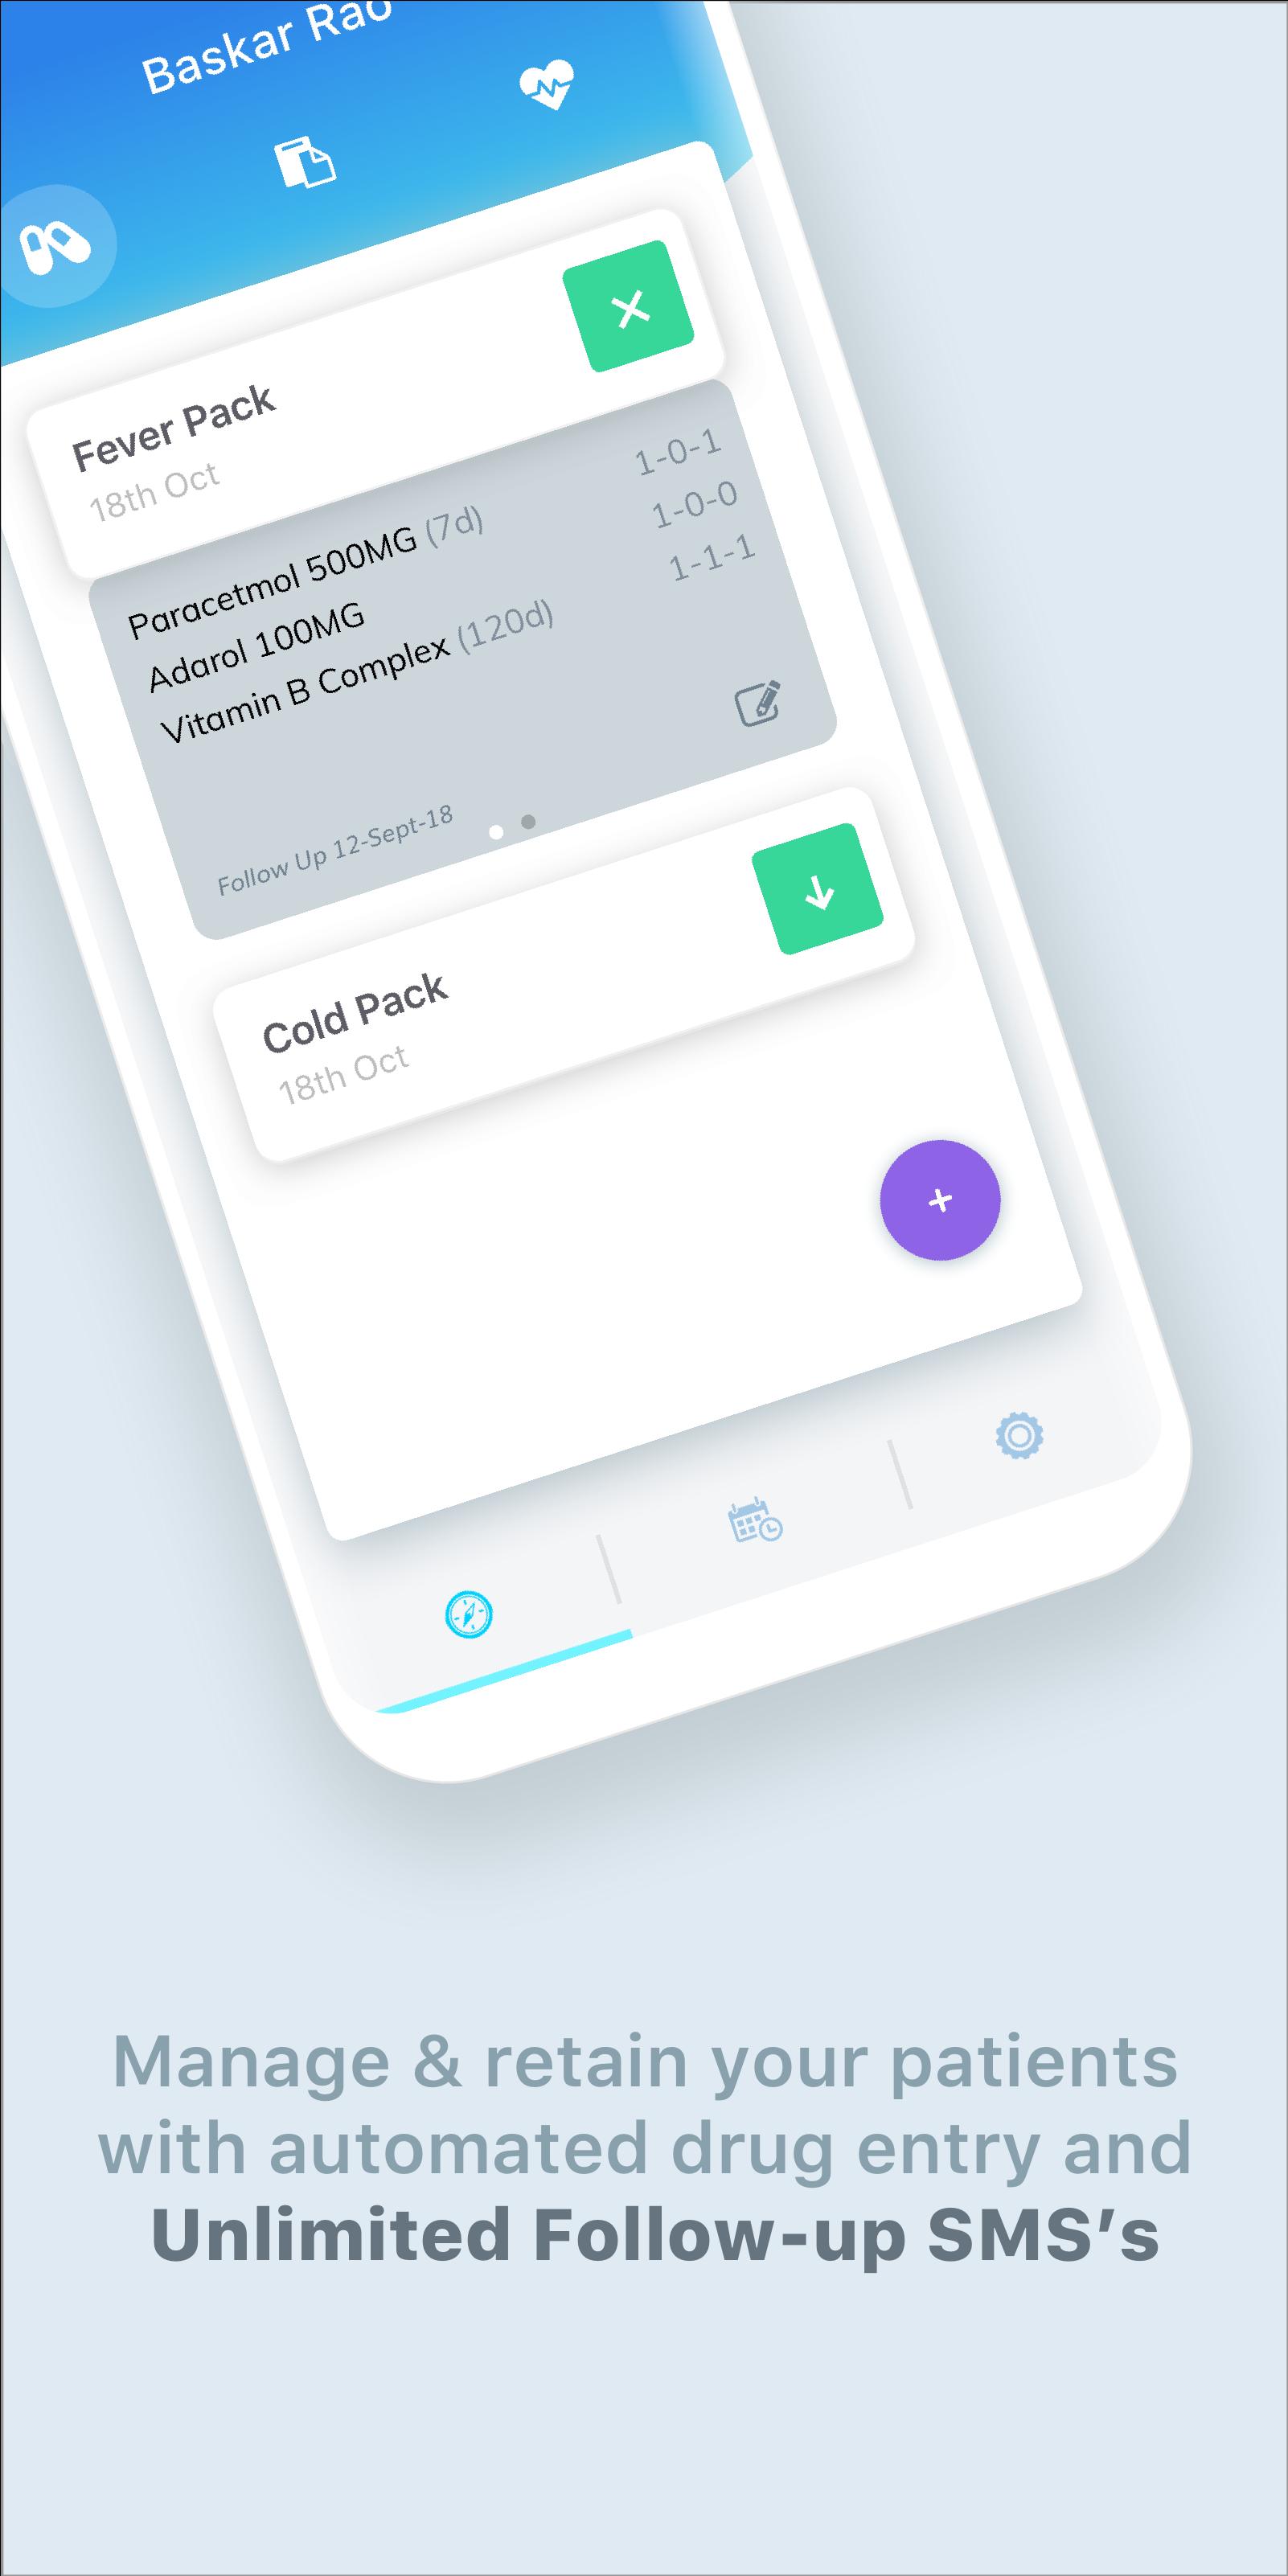 Baskar Rao
Fever Pack
18th Oct
Paracetmol 500MG (7d) 1-0-1
Adarol 100MG 1-0-0
Vitamin B Complex (120d) 1-1-1
Follow Up 12-Sept-18
Cold Pack
18th Oct
Manage & retain your patients
with automated drug entry and
Unlimited Follow-up SMS’s